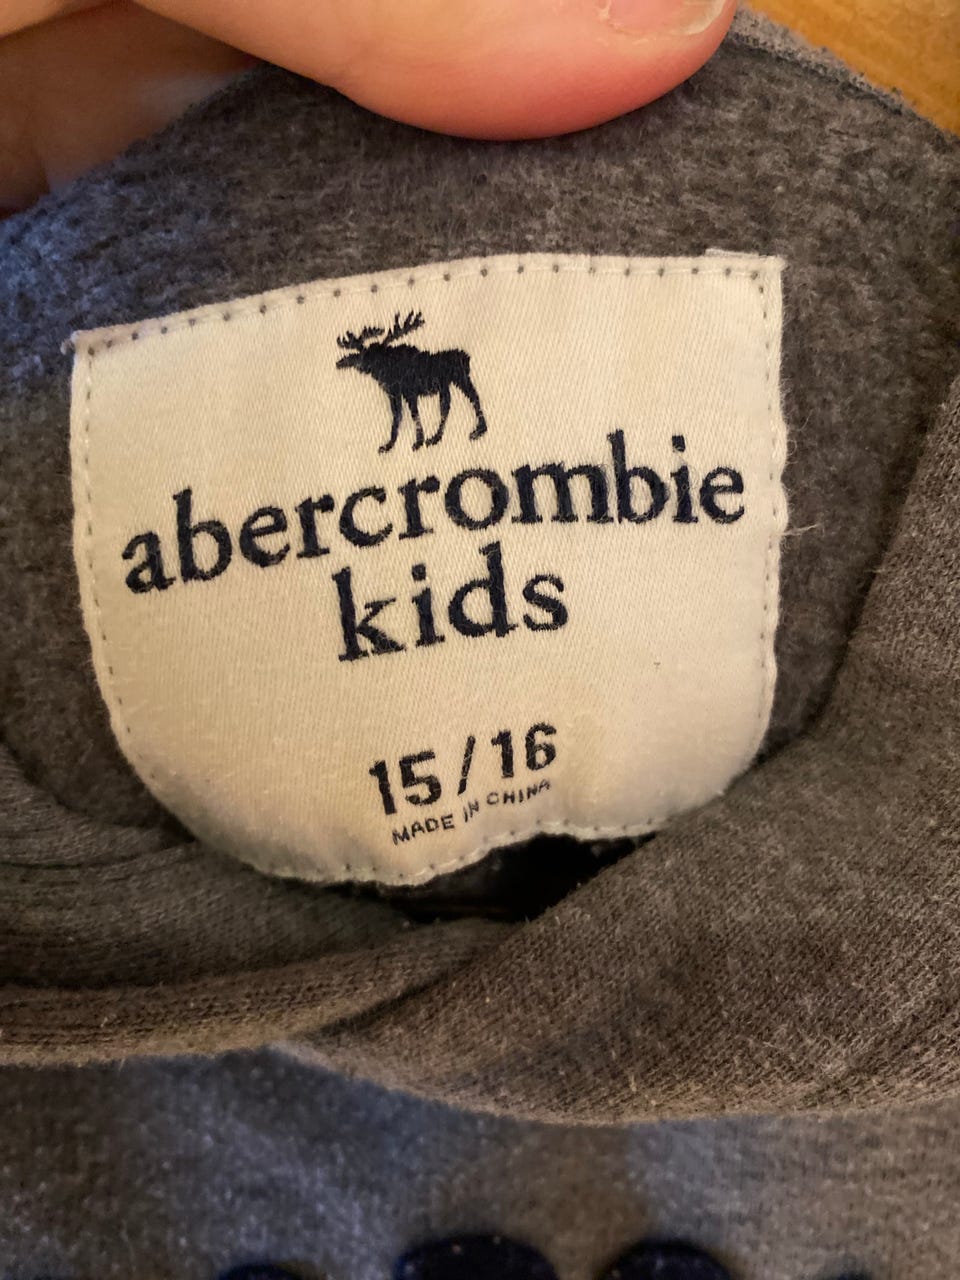 abercrombie
kids
15/16
MADE IN CHINA